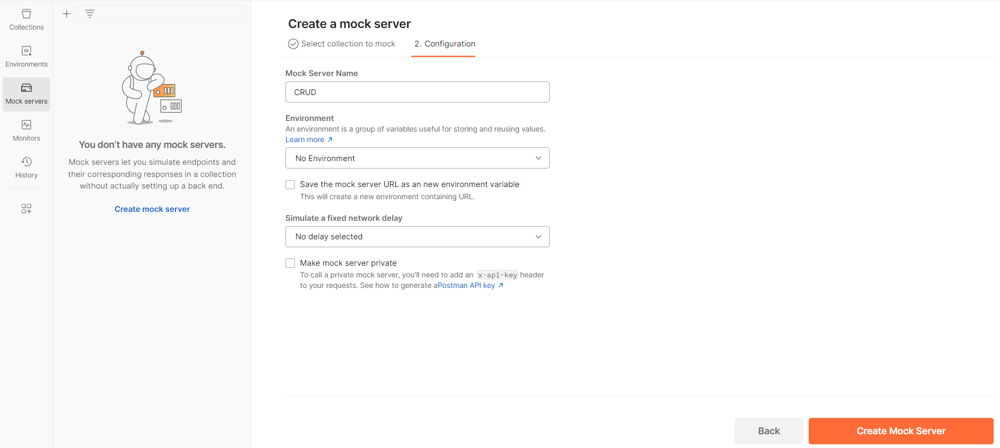 Collections
Environments
Mock servers
Monitors
History
You don’t have any mock servers.
Mock servers let you simulate endpoints and
their corresponding responses in a collection
without actually setting up a back end.
Create mock server
Create a mock server
Select collection to mock
2. Configuration
Mock Server Name
CRUD
Environment
An environment is a group of variables useful for storing and reusing values.
Learn more ↗
No Environment
Save the mock server URL as an new environment variable
This will create a new environment containing URL.
Simulate a fixed network delay
No delay selected
Make mock server private
To call a private mock server, you'll need to add an x-api-key header
to your requests. See how to generate aPostman API key ↗
Back
Create Mock Server